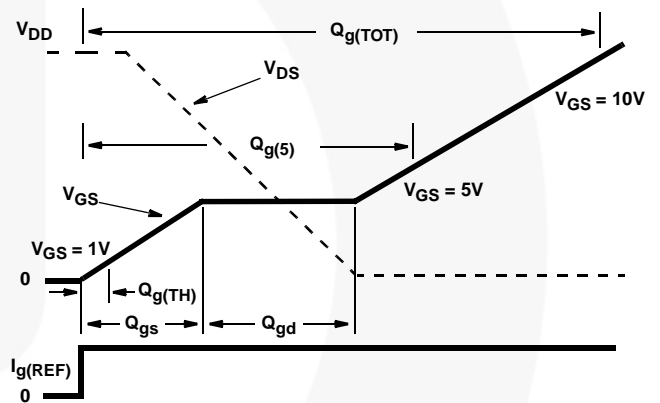 V_DD
Q_g(TOT)
V_DS
V_GS = 10V
Q_g(5)
V_GS
V_GS = 5V
V_GS = 1V
0
Q_g(TH)
Q_gs
Q_gd
I_g(REF)
0